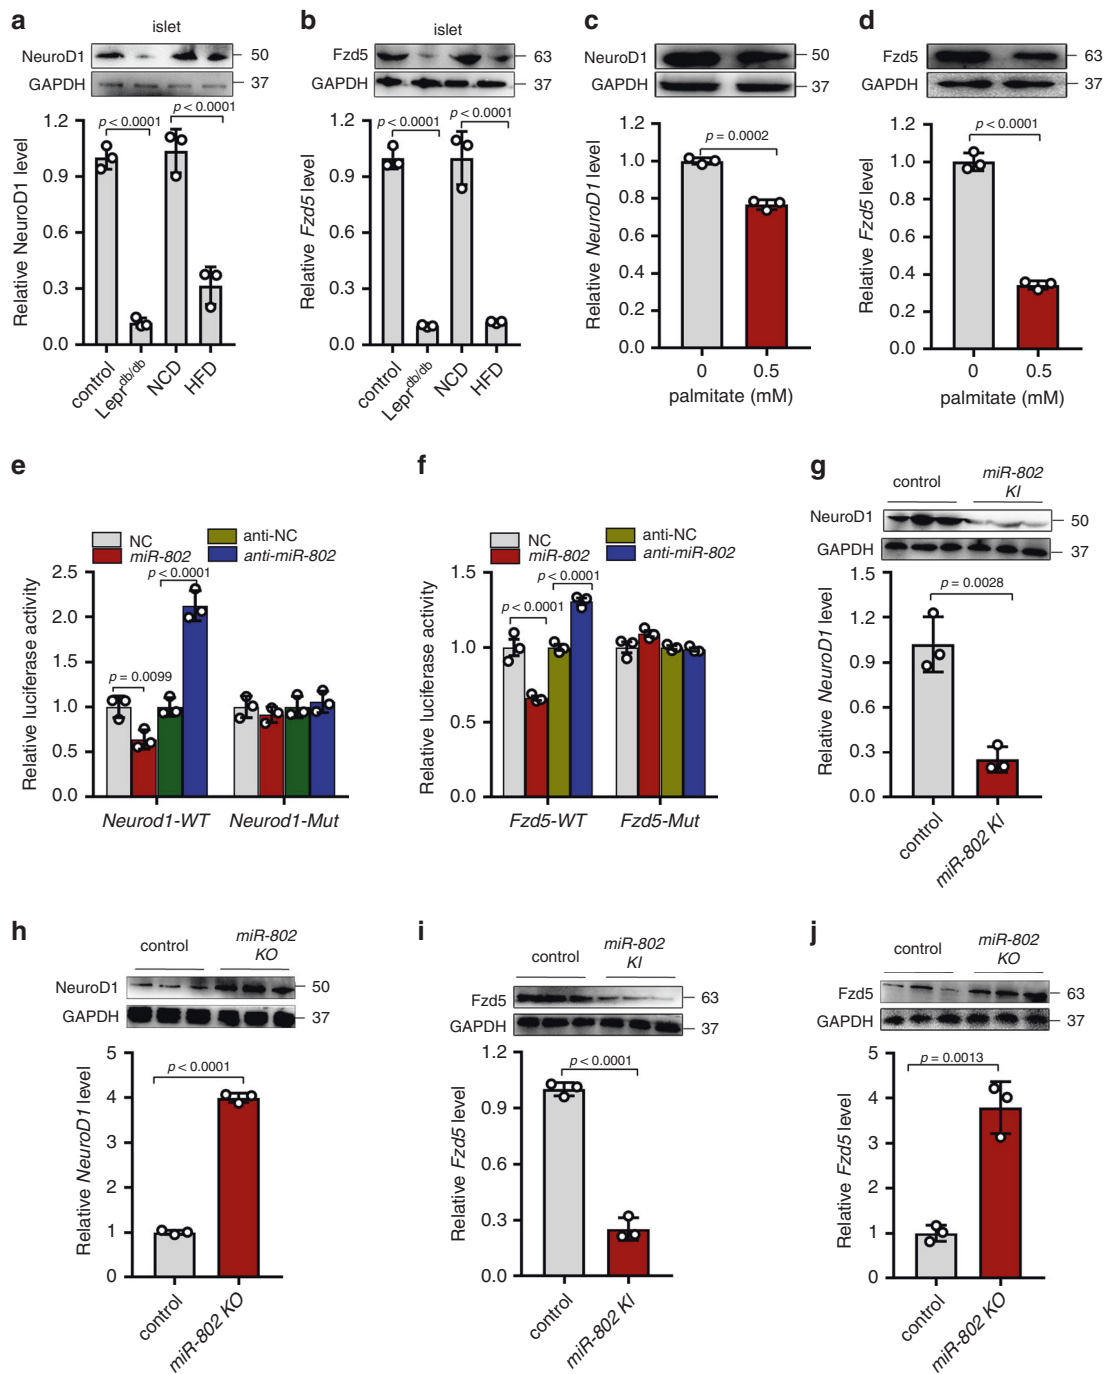 a
islet
NeuroD1
50
GAPDH
37
p < 0.0001
p < 0.0001
Relative NeuroD1 level
1.2
0.9
0.6
0.3
0.0
control
Lepr^db/db
NCD
HFD
b
islet
Fzd5
63
GAPDH
37
p < 0.0001
p < 0.0001
Relative Fzd5 level
1.2
0.9
0.6
0.3
0.0
control
Lepr^db/db
NCD
HFD
c
NeuroD1
50
GAPDH
37
p = 0.0002
Relative NeuroD1 level
1.2
1.0
0.8
0.6
0.4
0.2
0.0
0 0.5
palmitate (mM)
d
Fzd5
63
GAPDH
37
p < 0.0001
Relative Fzd5 level
1.2
1.0
0.8
0.6
0.4
0.2
0.0
0 0.5
palmitate (mM)
e
NC anti-NC
miR-802 anti-miR-802
p < 0.0001
p = 0.0099
Relative luciferase activity
2.5
2.0
1.5
1.0
0.5
0.0
Neurod1-WT Neurod1-Mut
f
NC anti-NC
miR-802 anti-miR-802
p < 0.0001
p < 0.0001
Relative luciferase activity
1.5
1.0
0.5
0.0
Fzd5-WT Fzd5-Mut
g
control miR-802 KI
NeuroD1
50
GAPDH
37
p = 0.0028
Relative NeuroD1 level
1.5
1.2
0.9
0.6
0.3
0.0
control
miR-802 KI
h
control miR-802 KO
NeuroD1
50
GAPDH
37
p < 0.0001
Relative NeuroD1 level
5
4
3
2
1
0
control
miR-802 KO
i
control miR-802 KI
Fzd5
63
GAPDH
37
p < 0.0001
Relative Fzd5 level
1.2
0.9
0.6
0.3
0.0
control
miR-802 KI
j
control miR-802 KO
Fzd5
63
GAPDH
37
p = 0.0013
Relative Fzd5 level
5
4
3
2
1
0
control
miR-802 KO